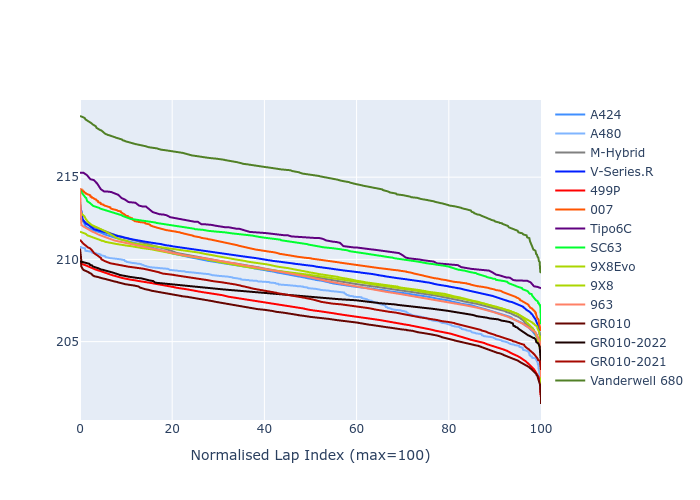 215
210
205
0
20
40
60
80
100
Normalised Lap Index (max=100)
A424
A480
M-Hybrid
V-Series.R
499P
007
Tipo6C
SC63
9X8Evo
9X8
963
GR010
GR010-2022
GR010-2021
Vanderwell 680